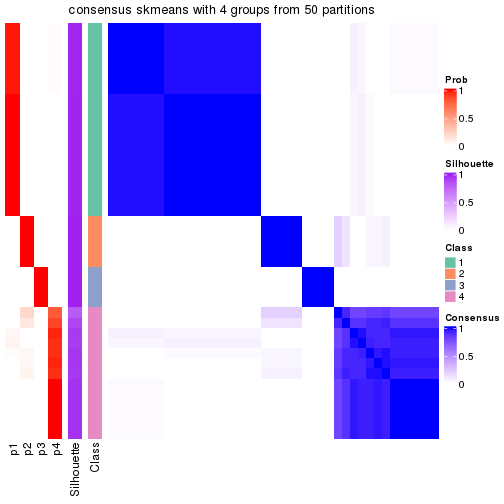 consensus skmeans with 4 groups from 50 partitions
Prob
1
0.5
0
Silhouette
1
0.5
0
Class
1
2
3
4
Consensus
1
0.5
0
p1
p2
p3
p4
Silhouette
Class